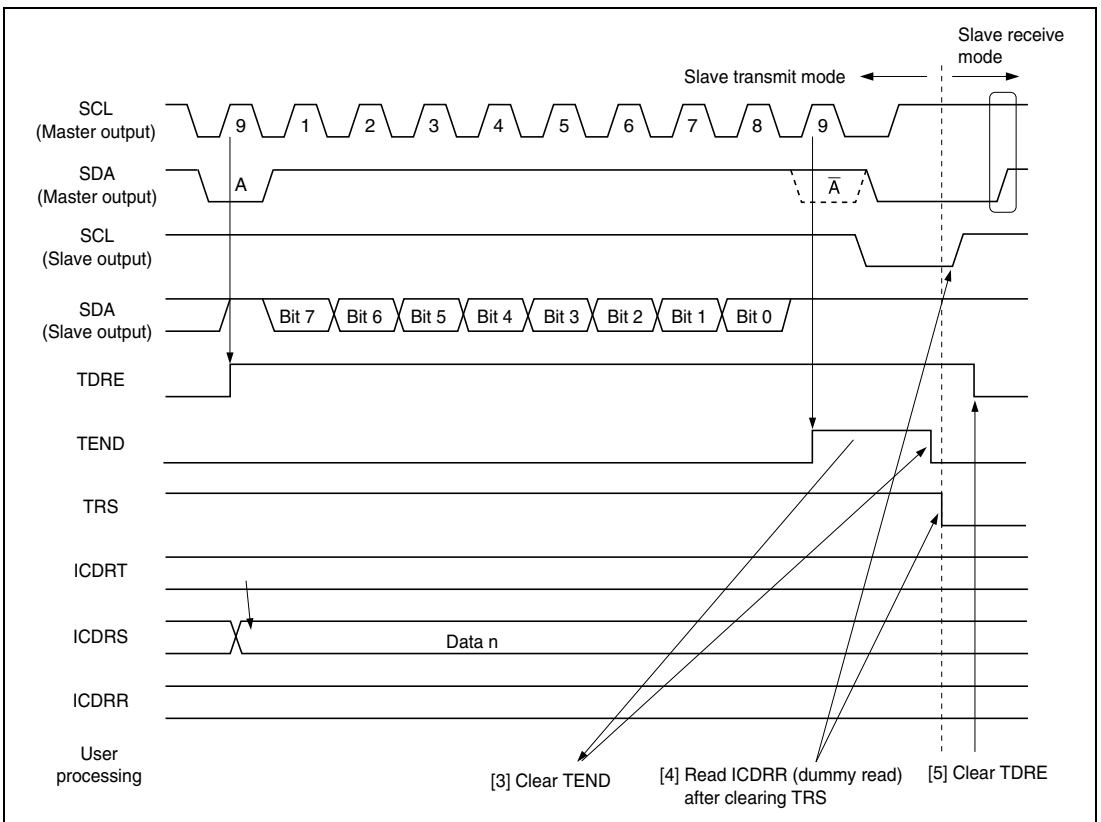 Slave receive
mode
Slave transmit mode
SCL
(Master output)
9 1 2 3 4 5 6 7 8 9
SDA
(Master output)
A A̅
SCL
(Slave output)
SDA
(Slave output)
Bit 7 Bit 6 Bit 5 Bit 4 Bit 3 Bit 2 Bit 1 Bit 0
TDRE
TEND
TRS
ICDRT
ICDRS
Data n
ICDRR
User
processing
[3] Clear TEND
[4] Read ICDRR (dummy read)
after clearing TRS
[5] Clear TDRE